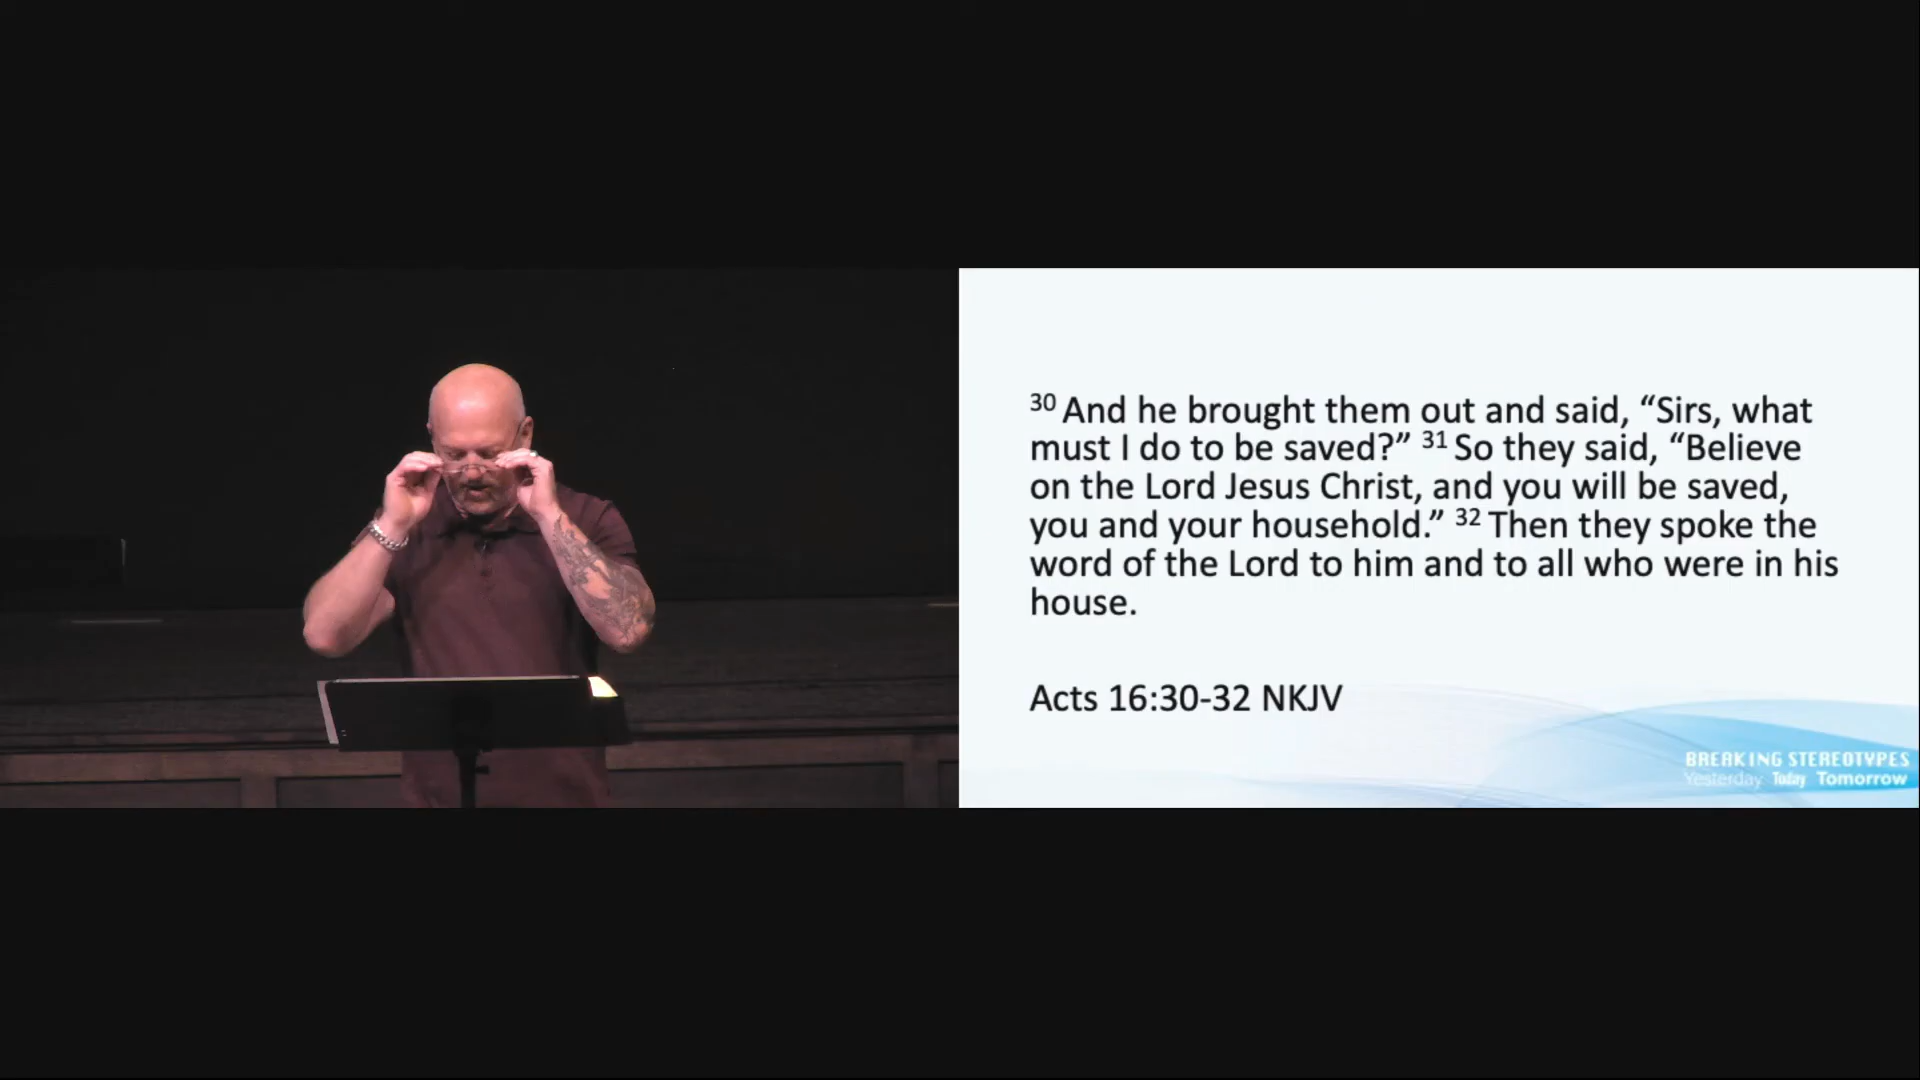 30 And he brought them out and said, “Sirs, what
must I do to be saved?” 31 So they said, “Believe
on the Lord Jesus Christ, and you will be saved,
you and your household.” 32 Then they spoke the
word of the Lord to him and to all who were in his
house.
Acts 16:30-32 NKJV
BREAKING STEREOTYPES
Yesterday Today Tomorrow